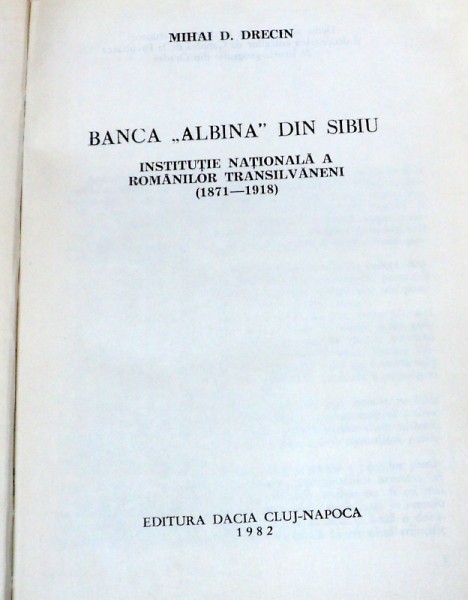 MIHAI D. DRECIN
BANCA „ALBINA” DIN SIBIU
INSTITUȚIE NAȚIONALĂ A
ROMÂNILOR TRANSILVĂNENI
(1871—1918)
EDITURA DACIA CLUJ-NAPOCA
1982